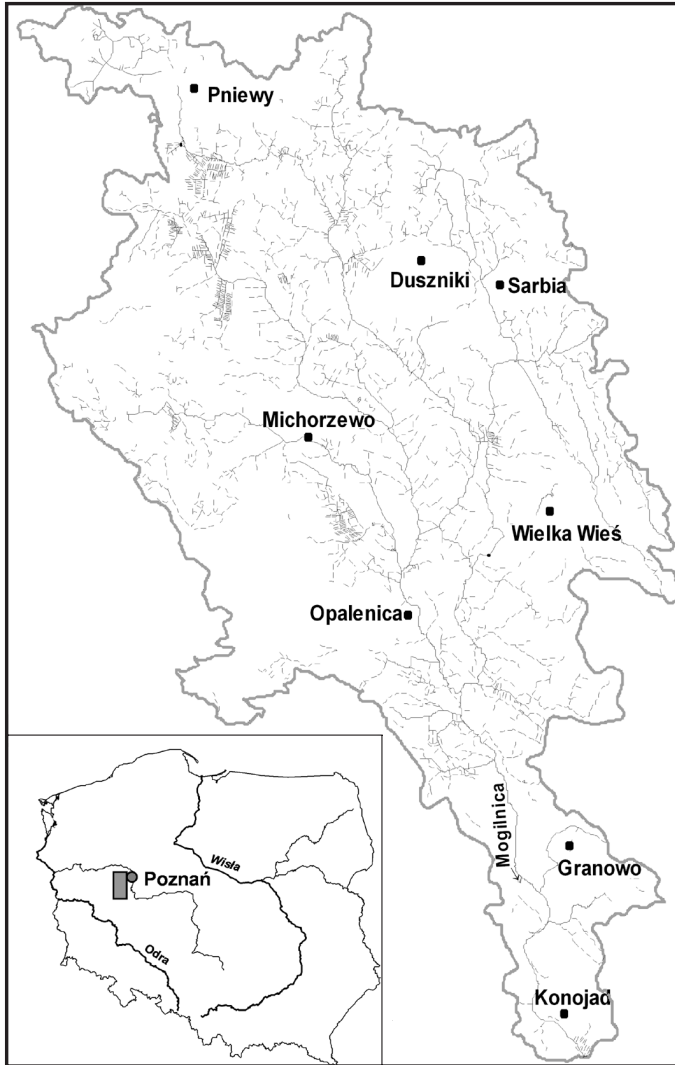 Pniewy
Duszniki
Sarbia
Michorzewo
Wielka Wieś
Opalenica
Mogilnica
Granowo
Konojad
Wisła
Poznań
Odra